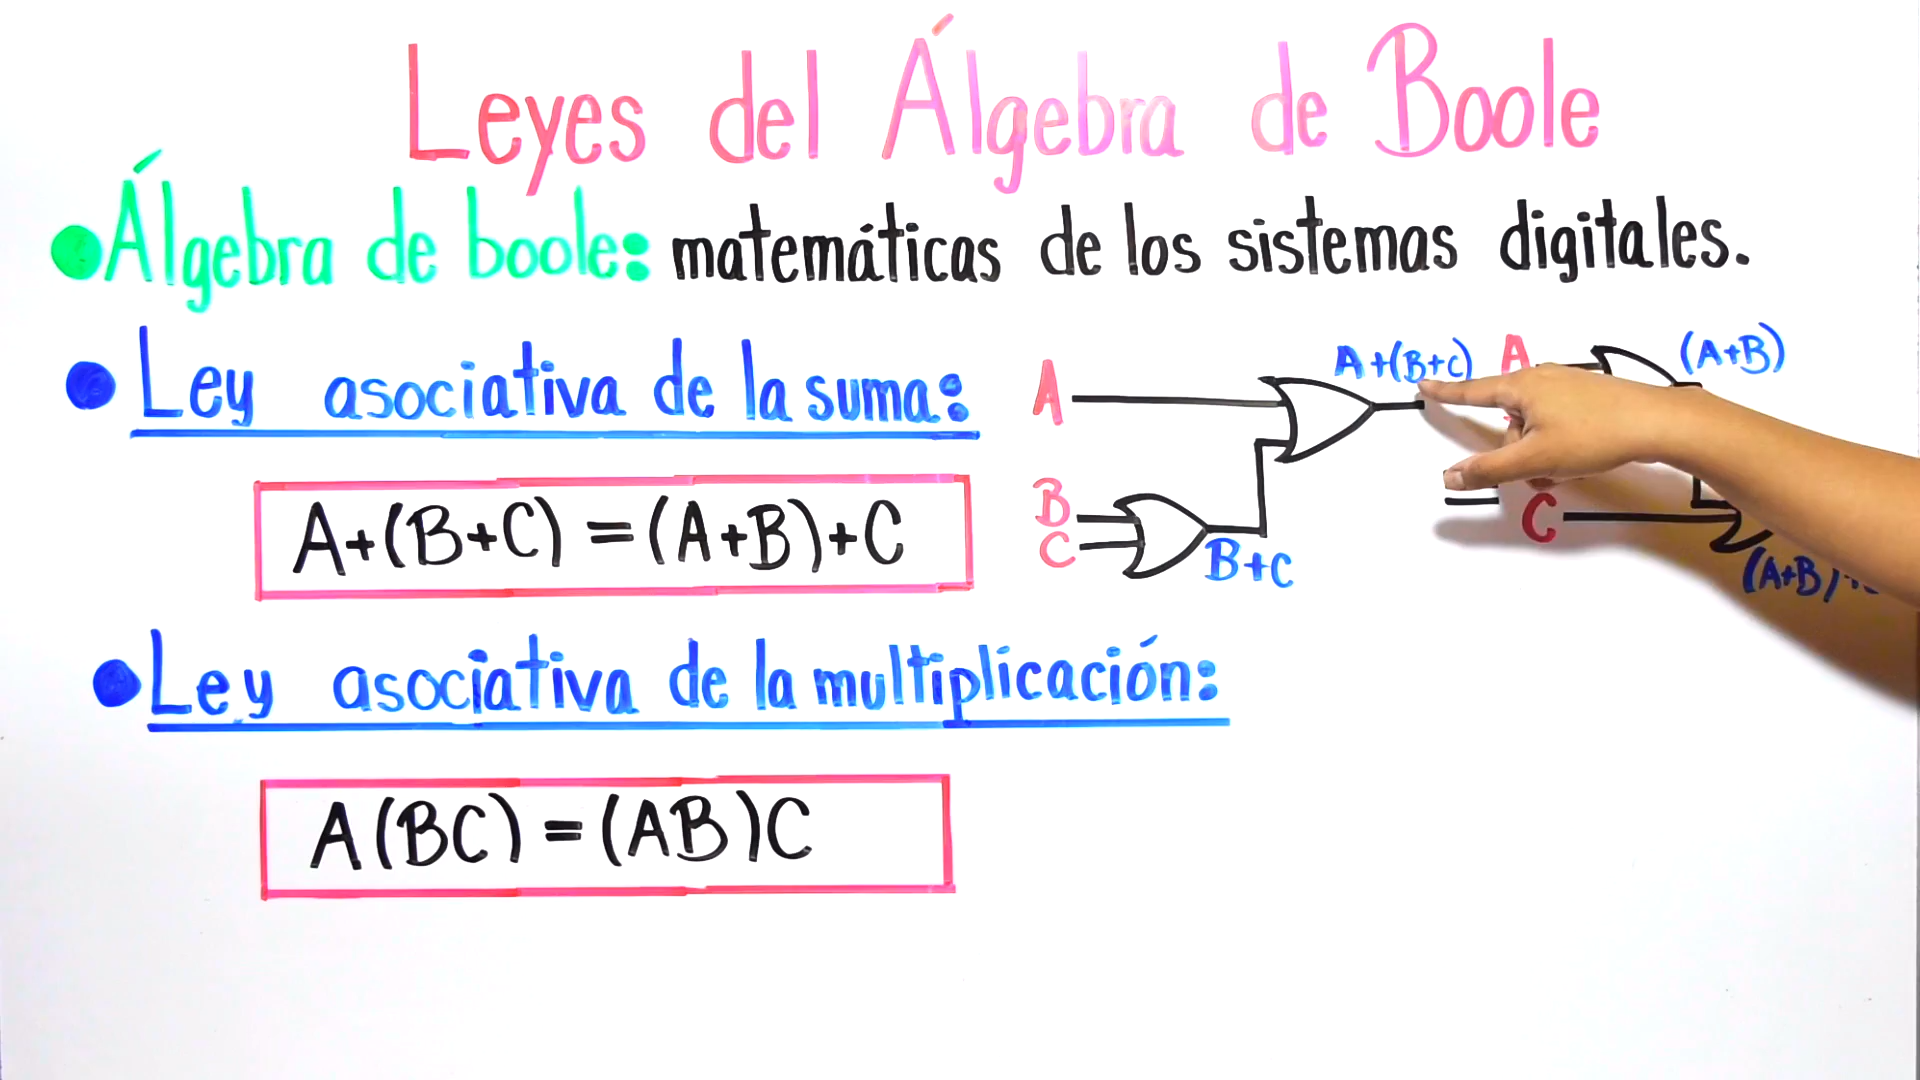 Leyes del Álgebra de Boole
Álgebra de boole: matemáticas de los sistemas digitales.
Ley asociativa de la suma:
A+(B+C) = (A+B)+C
A
B
C
B+C
A+(B+C)
A
C
(A+B)
Ley asociativa de la multiplicación:
A(BC) = (AB)C